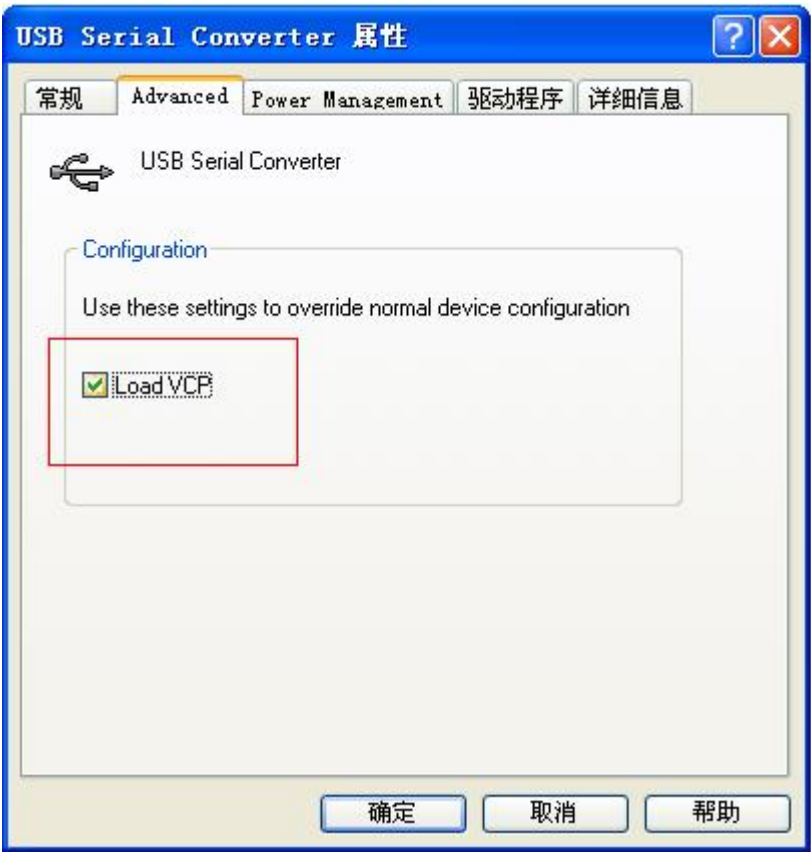 USB Serial Converter 属性
常规 Advanced Power Management 驱动程序 详细信息
USB Serial Converter
Configuration
Use these settings to override normal device configuration
Load VCP
确定 取消 帮助